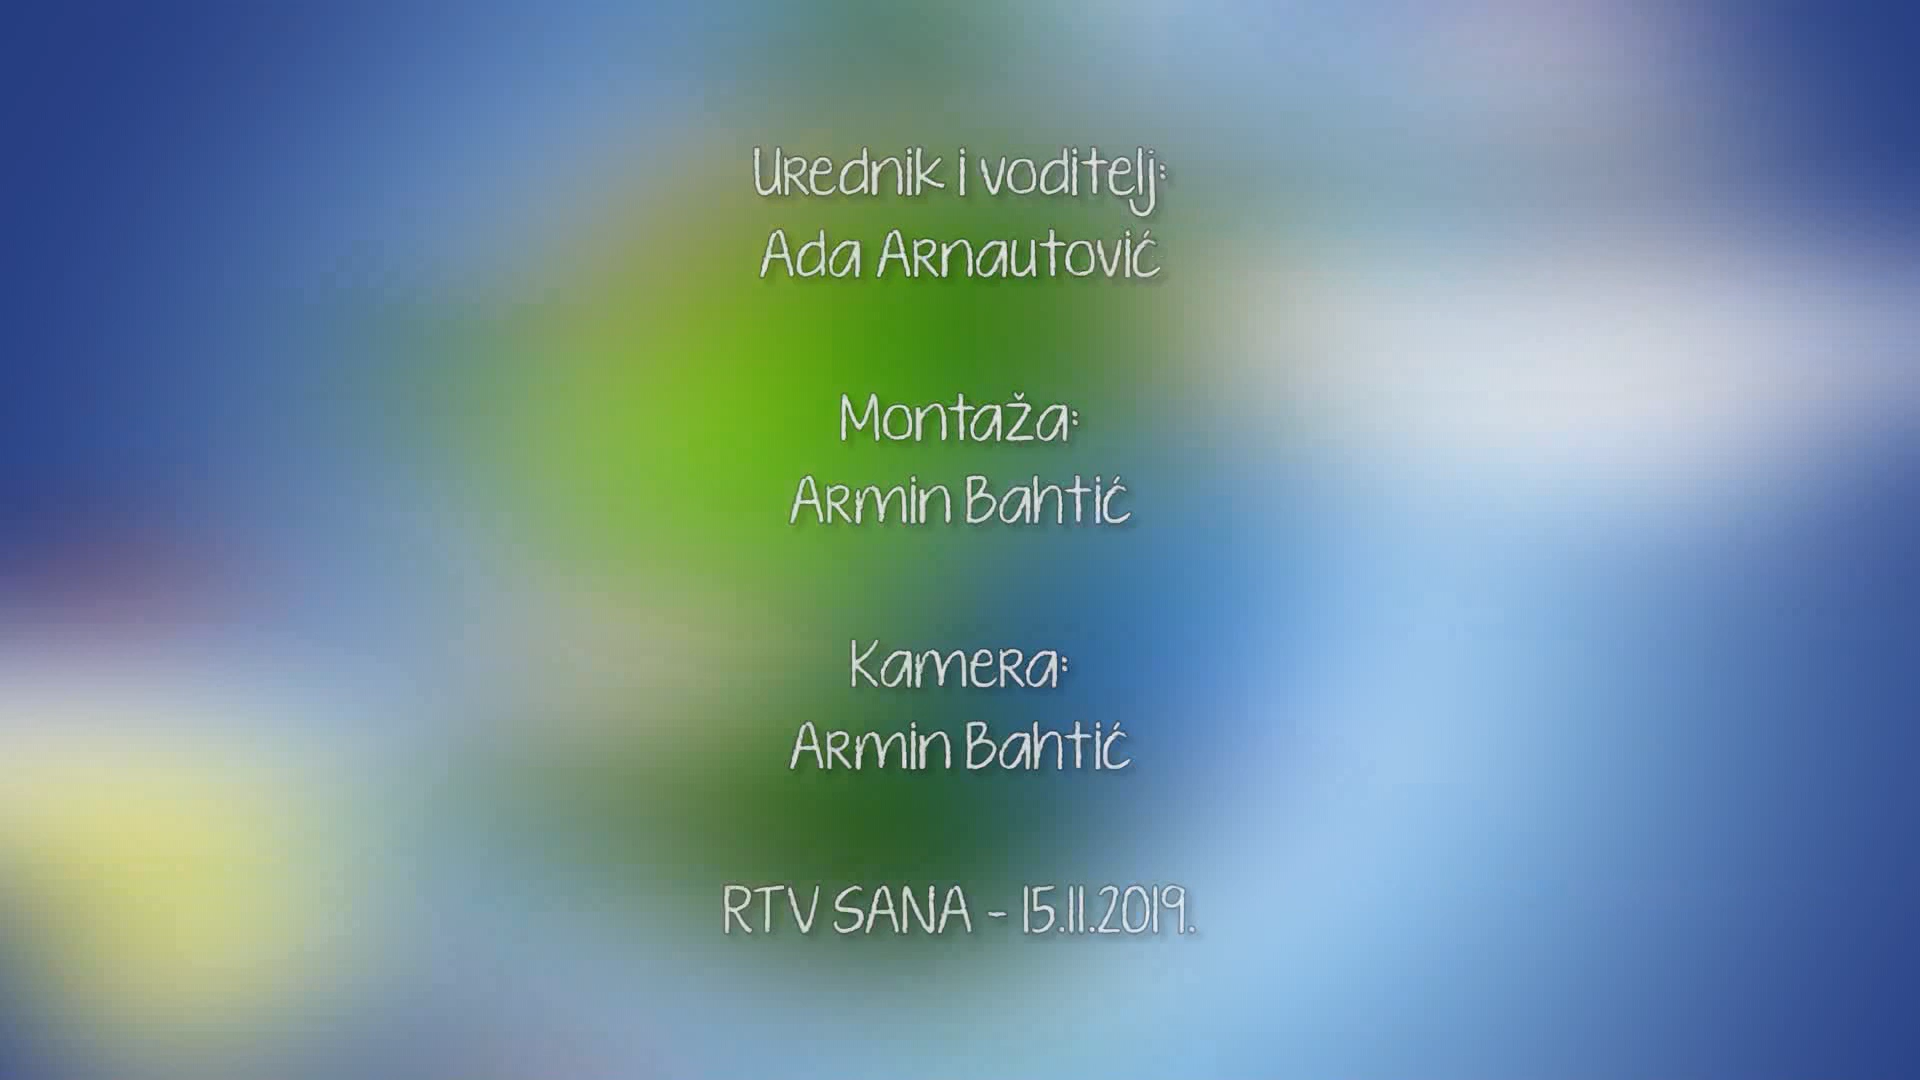 Urednik i voditelj:
Ada Arnautović
Montaža:
Armin Bahtić
Kamera:
Armin Bahtić
RTV SANA - 15.11.2019.